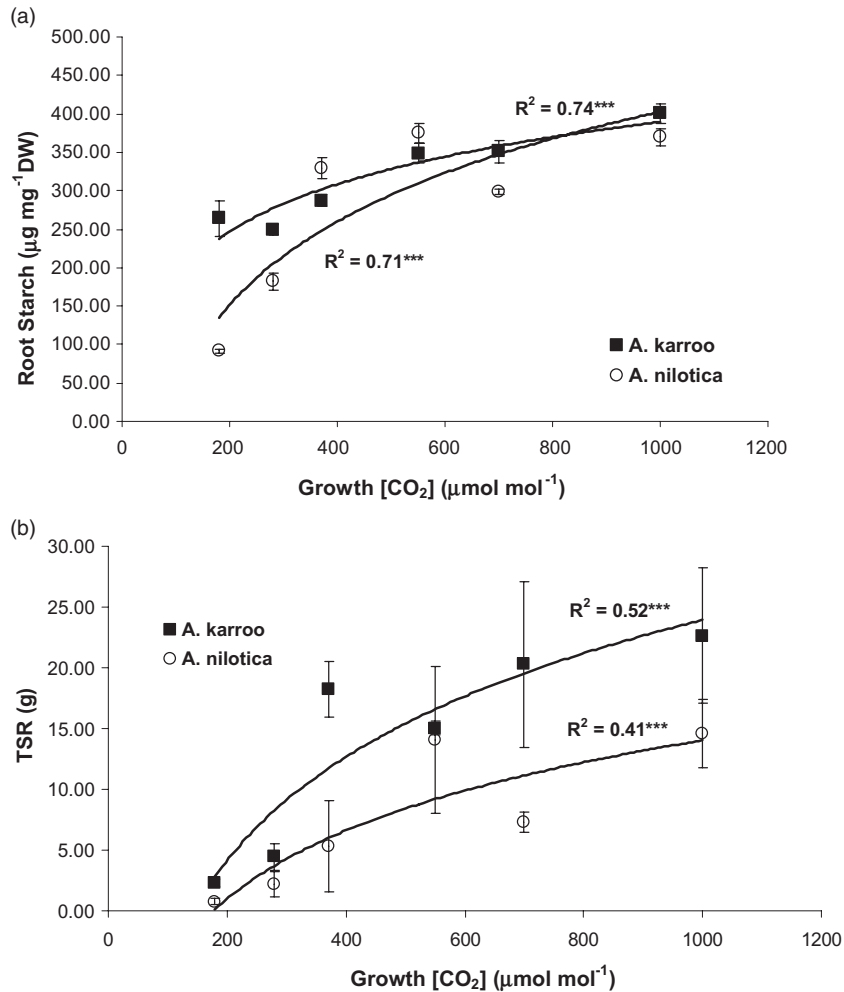 (a)
500.00
450.00
400.00
350.00
300.00
250.00
200.00
150.00
100.00
50.00
0.00
Root Starch (µg mg⁻¹DW)
R² = 0.74***
R² = 0.71***
A. karroo
A. nilotica
0 200 400 600 800 1000 1200
Growth [CO₂] (µmol mol⁻¹)
(b)
30.00
25.00
20.00
15.00
10.00
5.00
0.00
TSR (g)
A. karroo
A. nilotica
R² = 0.52***
R² = 0.41***
0 200 400 600 800 1000 1200
Growth [CO₂] (µmol mol⁻¹)